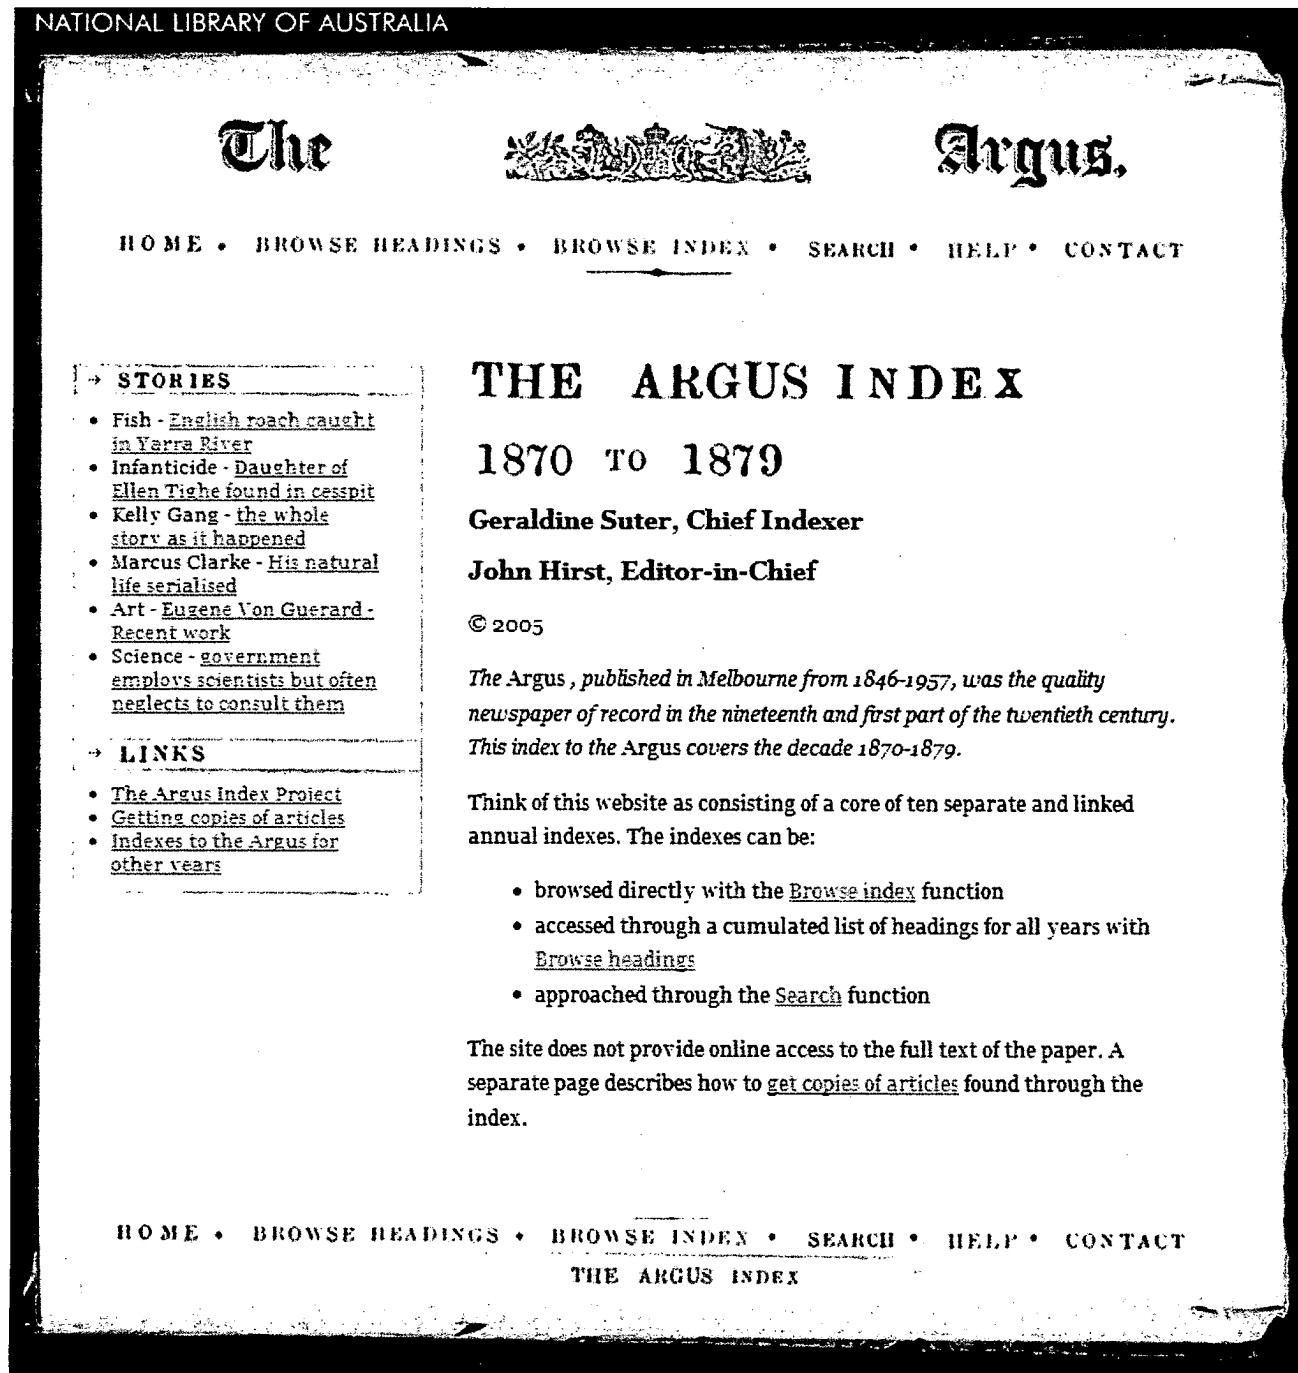 NATIONAL LIBRARY OF AUSTRALIA
The Argus.
HOME • BROWSE HEADINGS • BROWSE INDEX • SEARCH • HELP • CONTACT
→ STORIES
• Fish - English roach caught
in Yarra River
• Infanticide - Daughter of
Ellen Tighe found in cesspit
• Kelly Gang - the whole
story as it happened
• Marcus Clarke - His natural
life serialised
• Art - Eugene Von Guerard -
Recent work
• Science - government
employs scientists but often
neglects to consult them
→ LINKS
• The Argus Index Project
• Getting copies of articles
• Indexes to the Argus for
other years
THE ARGUS INDEX
1870 TO 1879
Geraldine Suter, Chief Indexer
John Hirst, Editor-in-Chief
© 2005
The Argus , published in Melbourne from 1846-1957, was the quality
newspaper of record in the nineteenth and first part of the twentieth century.
This index to the Argus covers the decade 1870-1879.
Think of this website as consisting of a core of ten separate and linked
annual indexes. The indexes can be:
• browsed directly with the Browse index function
• accessed through a cumulated list of headings for all years with
Browse headings
• approached through the Search function
The site does not provide online access to the full text of the paper. A
separate page describes how to get copies of articles found through the
index.
HOME • BROWSE HEADINGS • BROWSE INDEX • SEARCH • HELP • CONTACT
THE ARGUS INDEX